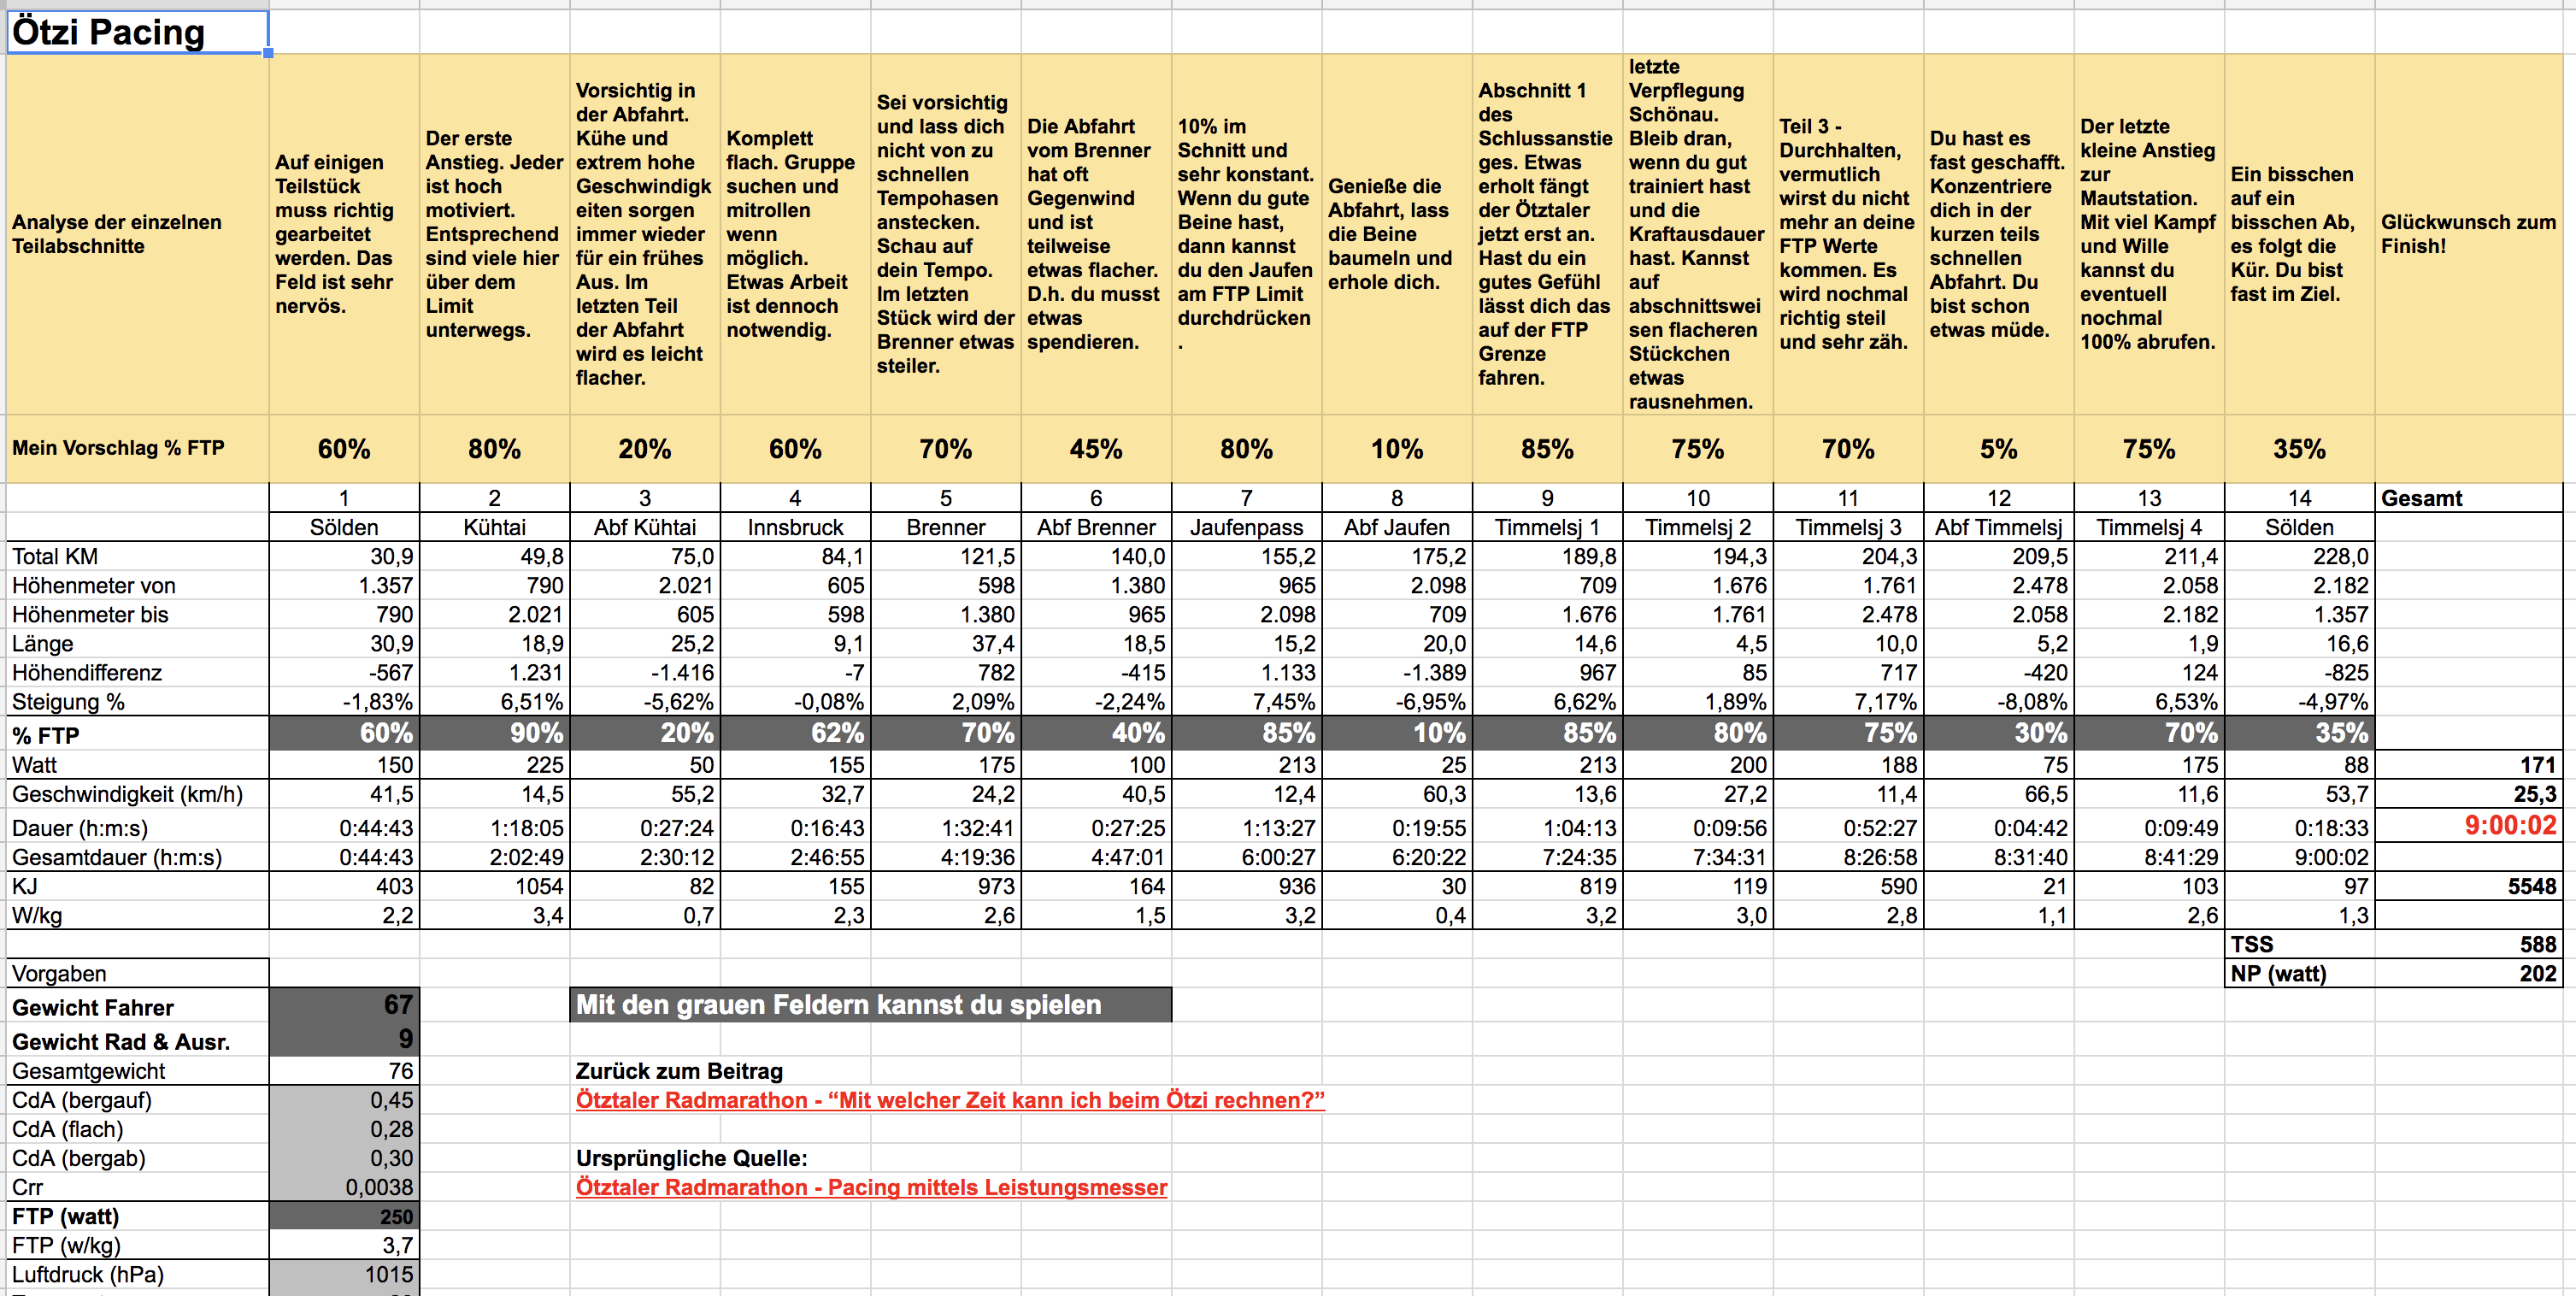 Ötzi Pacing
Analyse der einzelnen
Teilabschnitte
Auf einigen
Teilstück
muss richtig
gearbeitet
werden. Das
Feld ist sehr
nervös.
Der erste
Anstieg. Jeder
ist hoch
motiviert.
Entsprechend
sind viele hier
über dem
Limit
unterwegs.
Vorsichtig in
der Abfahrt.
Kühe und
extrem hohe
Geschwindigk
eiten sorgen
immer wieder
für ein frühes
Aus. Im
letzten Teil
der Abfahrt
wird es leicht
flacher.
Komplett
flach. Gruppe
suchen und
mitrollen
wenn
möglich.
Etwas Arbeit
ist dennoch
notwendig.
Sei vorsichtig
und lass dich
nicht von zu
schnellen
Tempohasen
anstecken.
Schau auf
dein Tempo.
Im letzten
Stück wird der
Brenner etwas
steiler.
Die Abfahrt
vom Brenner
hat oft
Gegenwind
und ist
teilweise
etwas flacher.
D.h. du musst
etwas
spendieren.
10% im
Schnitt und
sehr konstant.
Wenn du gute
Beine hast,
dann kannst
du den Jaufen
am FTP Limit
durchdrücken
.
Genieße die
Abfahrt, lass
die Beine
baumeln und
erhole dich.
Abschnitt 1
des
Schlussanstie
ges. Etwas
erholt fängt
der Ötztaler
jetzt erst an.
Hast du ein
gutes Gefühl
lässt dich das
auf der FTP
Grenze
fahren.
letzte
Verpflegung
Schönau.
Bleib dran,
wenn du gut
trainiert hast
und die
Kraftausdauer
hast. Kannst
auf
abschnittswei
sen flacheren
Stückchen
etwas
rausnehmen.
Teil 3 -
Durchhalten,
vermutlich
wirst du nicht
mehr an deine
FTP Werte
kommen. Es
wird nochmal
richtig steil
und sehr zäh.
Du hast es
fast geschafft.
Konzentriere
dich in der
kurzen teils
schnellen
Abfahrt. Du
bist schon
etwas müde.
Der letzte
kleine Anstieg
zur
Mautstation.
Mit viel Kampf
und Wille
kannst du
eventuell
nochmal
100% abrufen.
Ein bisschen
auf ein
bisschen Ab,
es folgt die
Kür. Du bist
fast im Ziel.
Glückwunsch zum
Finish!
Mein Vorschlag % FTP 60% 80% 20% 60% 70% 45% 80% 10% 85% 75% 70% 5% 75% 35%
1 2 3 4 5 6 7 8 9 10 11 12 13 14 Gesamt
Sölden Kühtai Abf Kühtai Innsbruck Brenner Abf Brenner Jaufenpass Abf Jaufen Timmelsj 1 Timmelsj 2 Timmelsj 3 Abf Timmelsj Timmelsj 4 Sölden
Total KM 30,9 49,8 75,0 84,1 121,5 140,0 155,2 175,2 189,8 194,3 204,3 209,5 211,4 228,0
Höhenmeter von 1.357 790 2.021 605 598 1.380 965 2.098 709 1.676 1.761 2.478 2.058 2.182
Höhenmeter bis 790 2.021 605 598 1.380 965 2.098 709 1.676 1.761 2.478 2.058 2.182 1.357
Länge 30,9 18,9 25,2 9,1 37,4 18,5 15,2 20,0 14,6 4,5 10,0 5,2 1,9 16,6
Höhendifferenz -567 1.231 -1.416 -7 782 -415 1.133 -1.389 967 85 717 -420 124 -825
Steigung % -1,83% 6,51% -5,62% -0,08% 2,09% -2,24% 7,45% -6,95% 6,62% 1,89% 7,17% -8,08% 6,53% -4,97%
% FTP 60% 90% 20% 62% 70% 40% 85% 10% 85% 80% 75% 30% 70% 35%
Watt 150 225 50 155 175 100 213 25 213 200 188 75 175 88 171
Geschwindigkeit (km/h) 41,5 14,5 55,2 32,7 24,2 40,5 12,4 60,3 13,6 27,2 11,4 66,5 11,6 53,7 25,3
Dauer (h:m:s) 0:44:43 1:18:05 0:27:24 0:16:43 1:32:41 0:27:25 1:13:27 0:19:55 1:04:13 0:09:56 0:52:27 0:04:42 0:09:49 0:18:33 9:00:02
Gesamtdauer (h:m:s) 0:44:43 2:02:49 2:30:12 2:46:55 4:19:36 4:47:01 6:00:27 6:20:22 7:24:35 7:34:31 8:26:58 8:31:40 8:41:29 9:00:02
KJ 403 1054 82 155 973 164 936 30 819 119 590 21 103 97 5548
W/kg 2,2 3,4 0,7 2,3 2,6 1,5 3,2 0,4 3,2 3,0 2,8 1,1 2,6 1,3
TSS 588
Vorgaben NP (watt) 202
Gewicht Fahrer 67 Mit den grauen Feldern kannst du spielen
Gewicht Rad & Ausr. 9
Gesamtgewicht 76 Zurück zum Beitrag
CdA (bergauf) 0,45 Ötztaler Radmarathon - “Mit welcher Zeit kann ich beim Ötzi rechnen?”
CdA (flach) 0,28
CdA (bergab) 0,30 Ursprüngliche Quelle:
Crr 0,0038 Ötztaler Radmarathon - Pacing mittels Leistungsmesser
FTP (watt) 250
FTP (w/kg) 3,7
Luftdruck (hPa) 1015